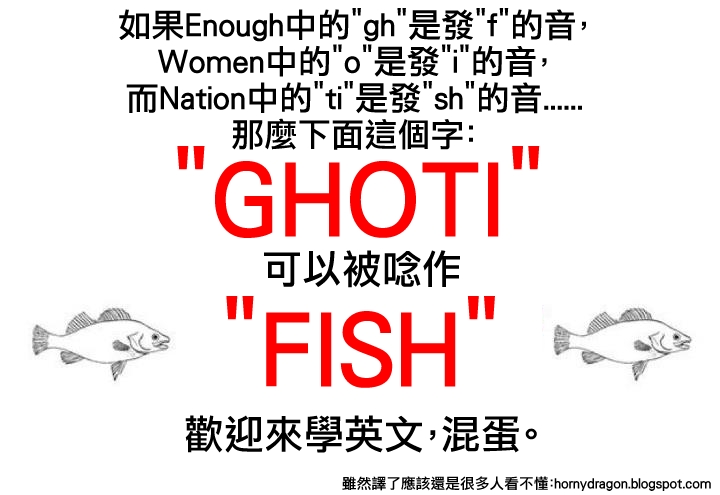 如果Enough中的"gh"是發"f"的音，
Women中的"o"是發"i"的音，
而Nation中的"ti"是發"sh"的音......
那麼下面這個字：
"GHOTI"
可以被唸作
"FISH"
歡迎來學英文，混蛋。
雖然譯了應該還是很多人看不懂：hornydragon.blogspot.com